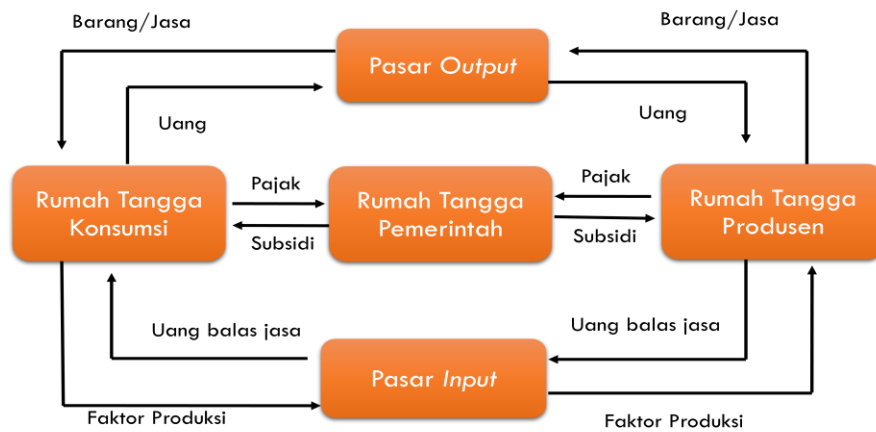 Barang/Jasa
Barang/Jasa
Pasar Output
Uang
Uang
Rumah Tangga
Konsumsi
Pajak
Subsidi
Rumah Tangga
Pemerintah
Pajak
Subsidi
Rumah Tangga
Produsen
Uang balas jasa
Uang balas jasa
Pasar Input
Faktor Produksi
Faktor Produksi